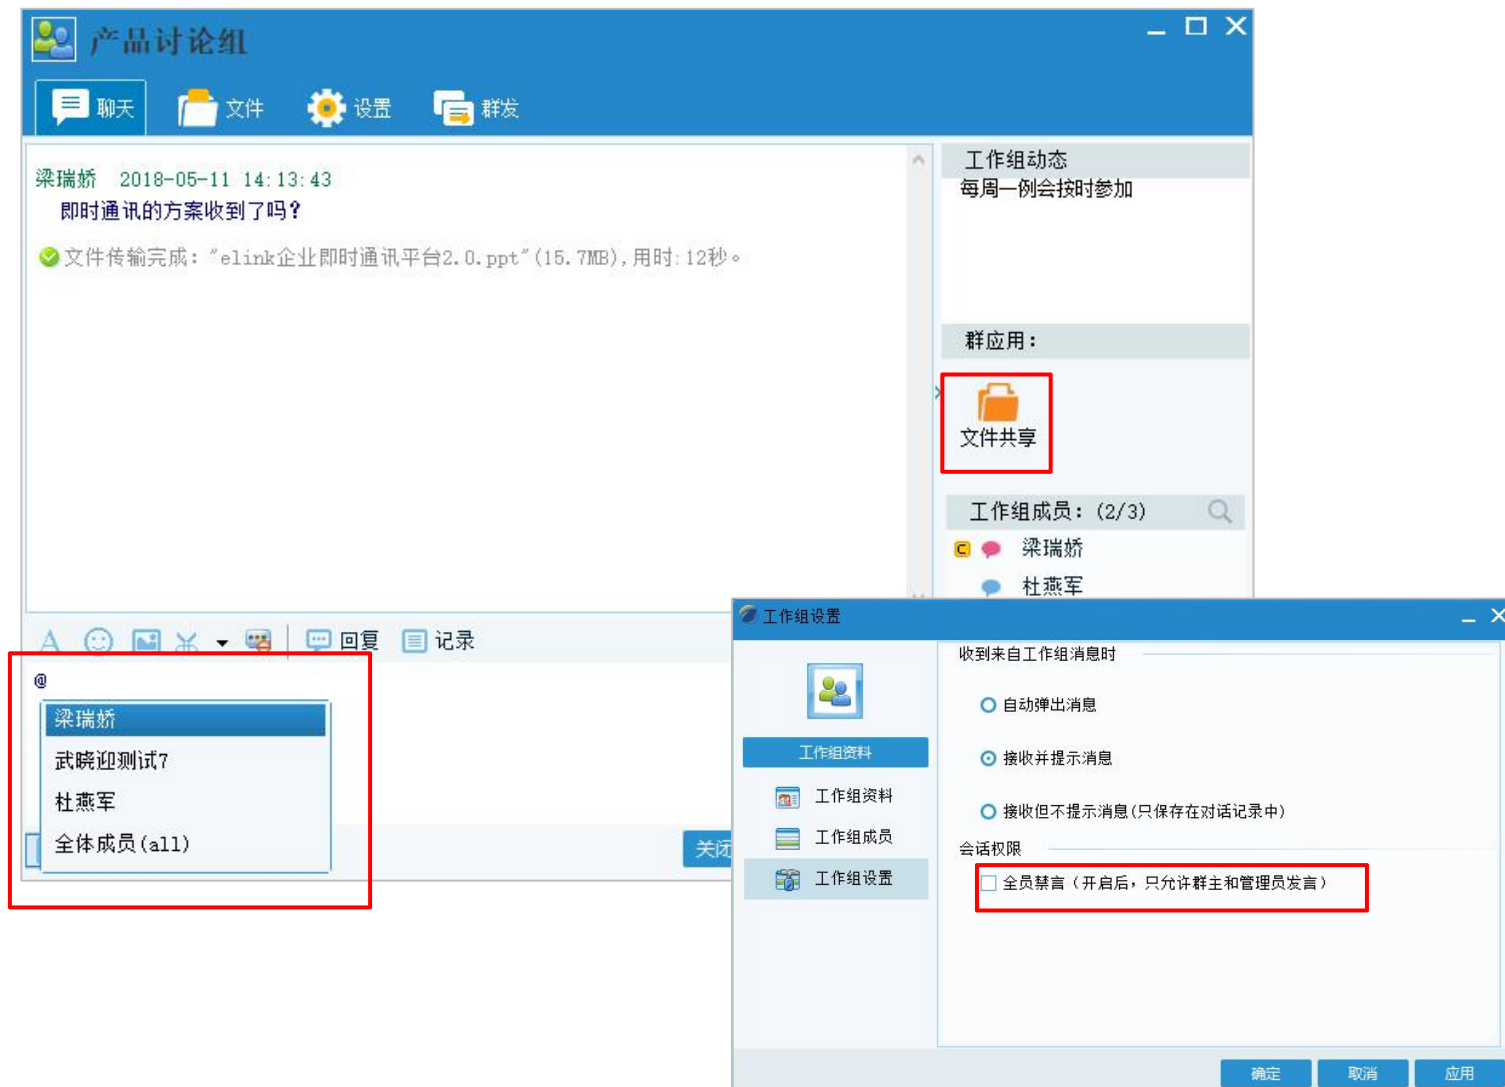 产品讨论组
聊天 文件 设置 群发
梁瑞娇 2018-05-11 14:13:43
即时通讯的方案收到了吗?
文件传输完成："elink企业即时通讯平台2.0.ppt"(15.7MB),用时:12秒。
工作组动态
每周一例会按时参加
群应用：
文件共享
工作组成员：(2/3)
C 梁瑞娇
杜燕军
A 回复 记录
@
梁瑞娇
武晓迎测试7
杜燕军
全体成员(all)
关闭
工作组设置
工作组资料
工作组资料
工作组成员
工作组设置
收到来自工作组消息时
自动弹出消息
接收并提示消息
接收但不提示消息(只保存在对话记录中)
会话权限
全员禁言（开启后，只允许群主和管理员发言）
确定 取消 应用